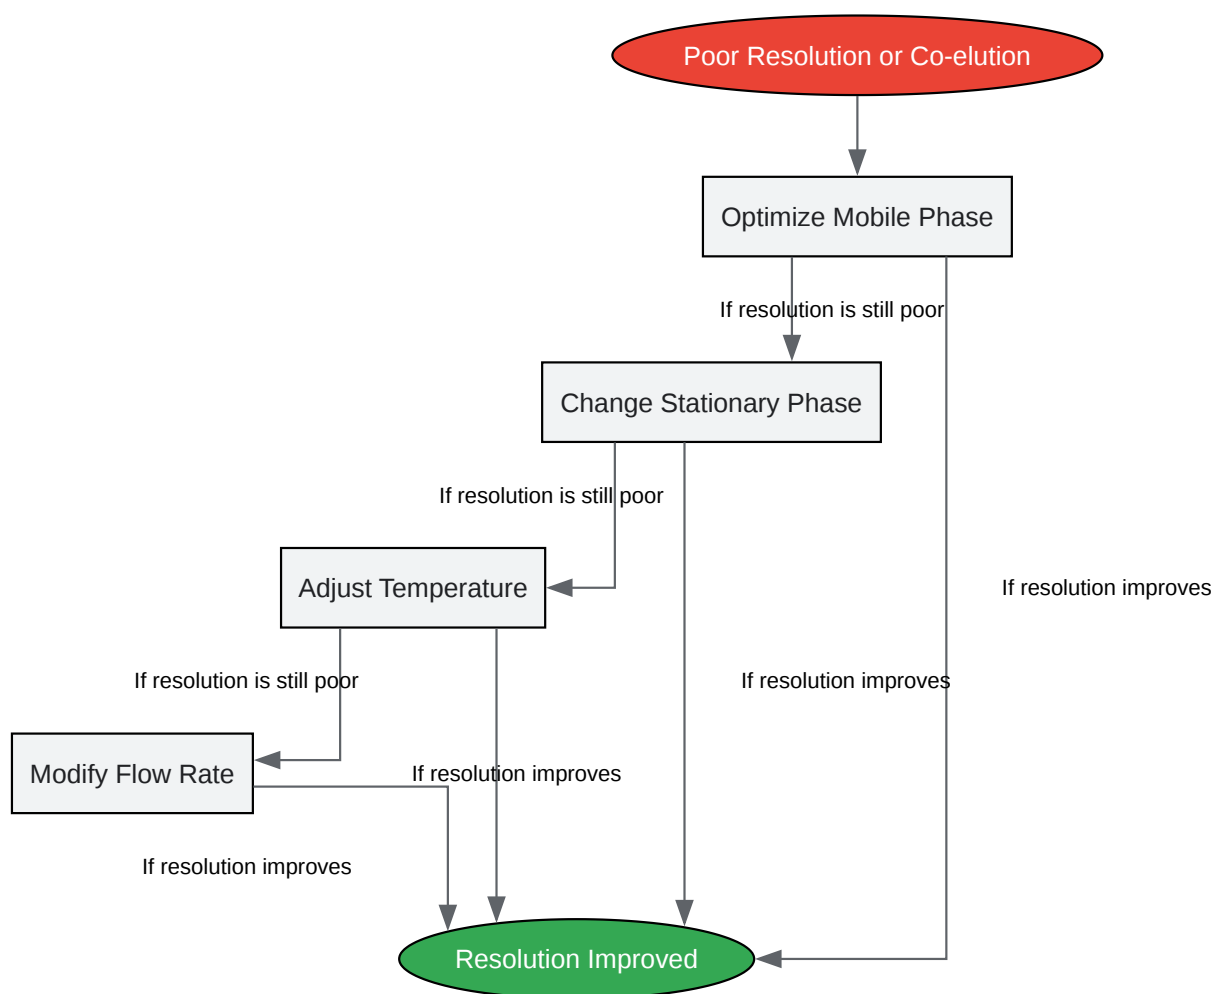 Poor Resolution or Co-elution
Optimize Mobile Phase
If resolution is still poor
Change Stationary Phase
If resolution is still poor
Adjust Temperature
If resolution improves
If resolution is still poor
If resolution improves
Modify Flow Rate
If resolution improves
If resolution improves
Resolution Improved